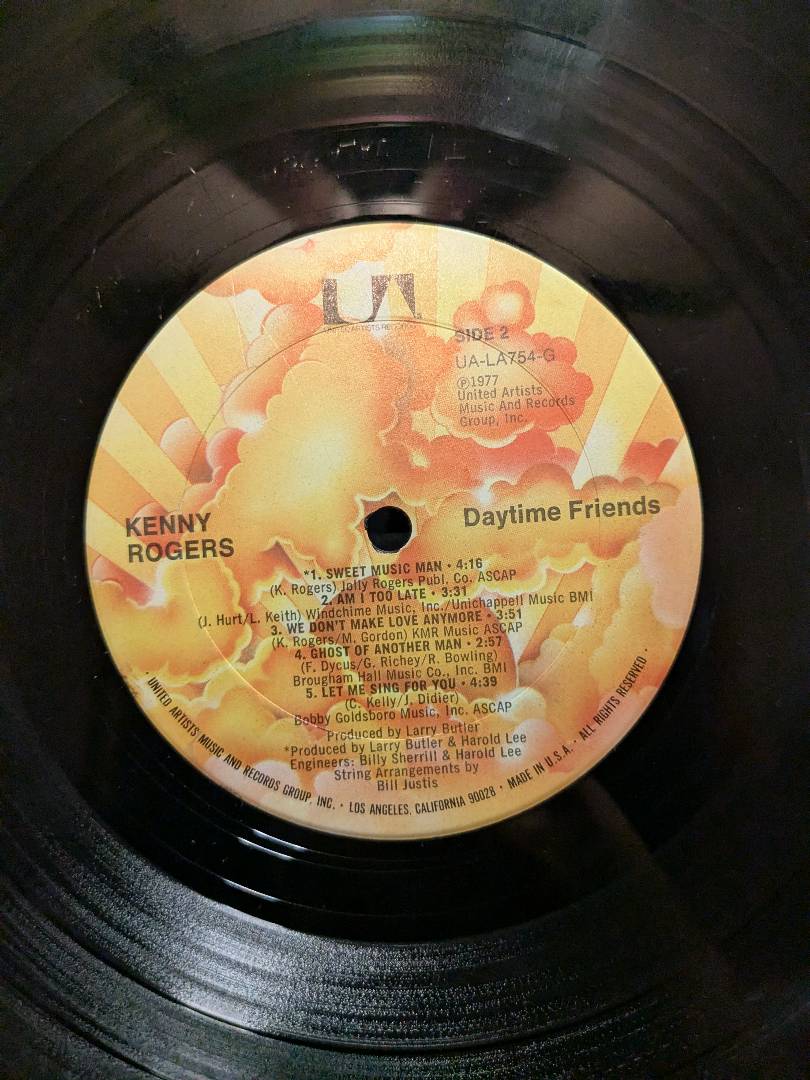 UA
UNITED ARTISTS RECORDS
SIDE 2
UA-LA754-G
℗1977
United Artists
Music And Records
Group, Inc.
KENNY
ROGERS
Daytime Friends
*1. SWEET MUSIC MAN • 4:16
(K. Rogers) Jolly Rogers Publ. Co. ASCAP
2. AM I TOO LATE • 3:31
(J. Hurt/L. Keith) Windchime Music, Inc./Unichappell Music BMI
3. WE DON'T MAKE LOVE ANYMORE • 3:51
(K. Rogers/M. Gordon) KMR Music ASCAP
4. GHOST OF ANOTHER MAN • 2:57
(F. Dycus/G. Richey/R. Bowling)
Brougham Hall Music Co., Inc. BMI
5. LET ME SING FOR YOU • 4:39
(C. Kelly/J. Didier)
Bobby Goldsboro Music, Inc. ASCAP
Produced by Larry Butler
*Produced by Larry Butler & Harold Lee
Engineers: Billy Sherrill & Harold Lee
String Arrangements by
Bill Justis
• UNITED ARTISTS MUSIC AND RECORDS GROUP, INC. • LOS ANGELES, CALIFORNIA 90028 • MADE IN U.S.A. • ALL RIGHTS RESERVED •